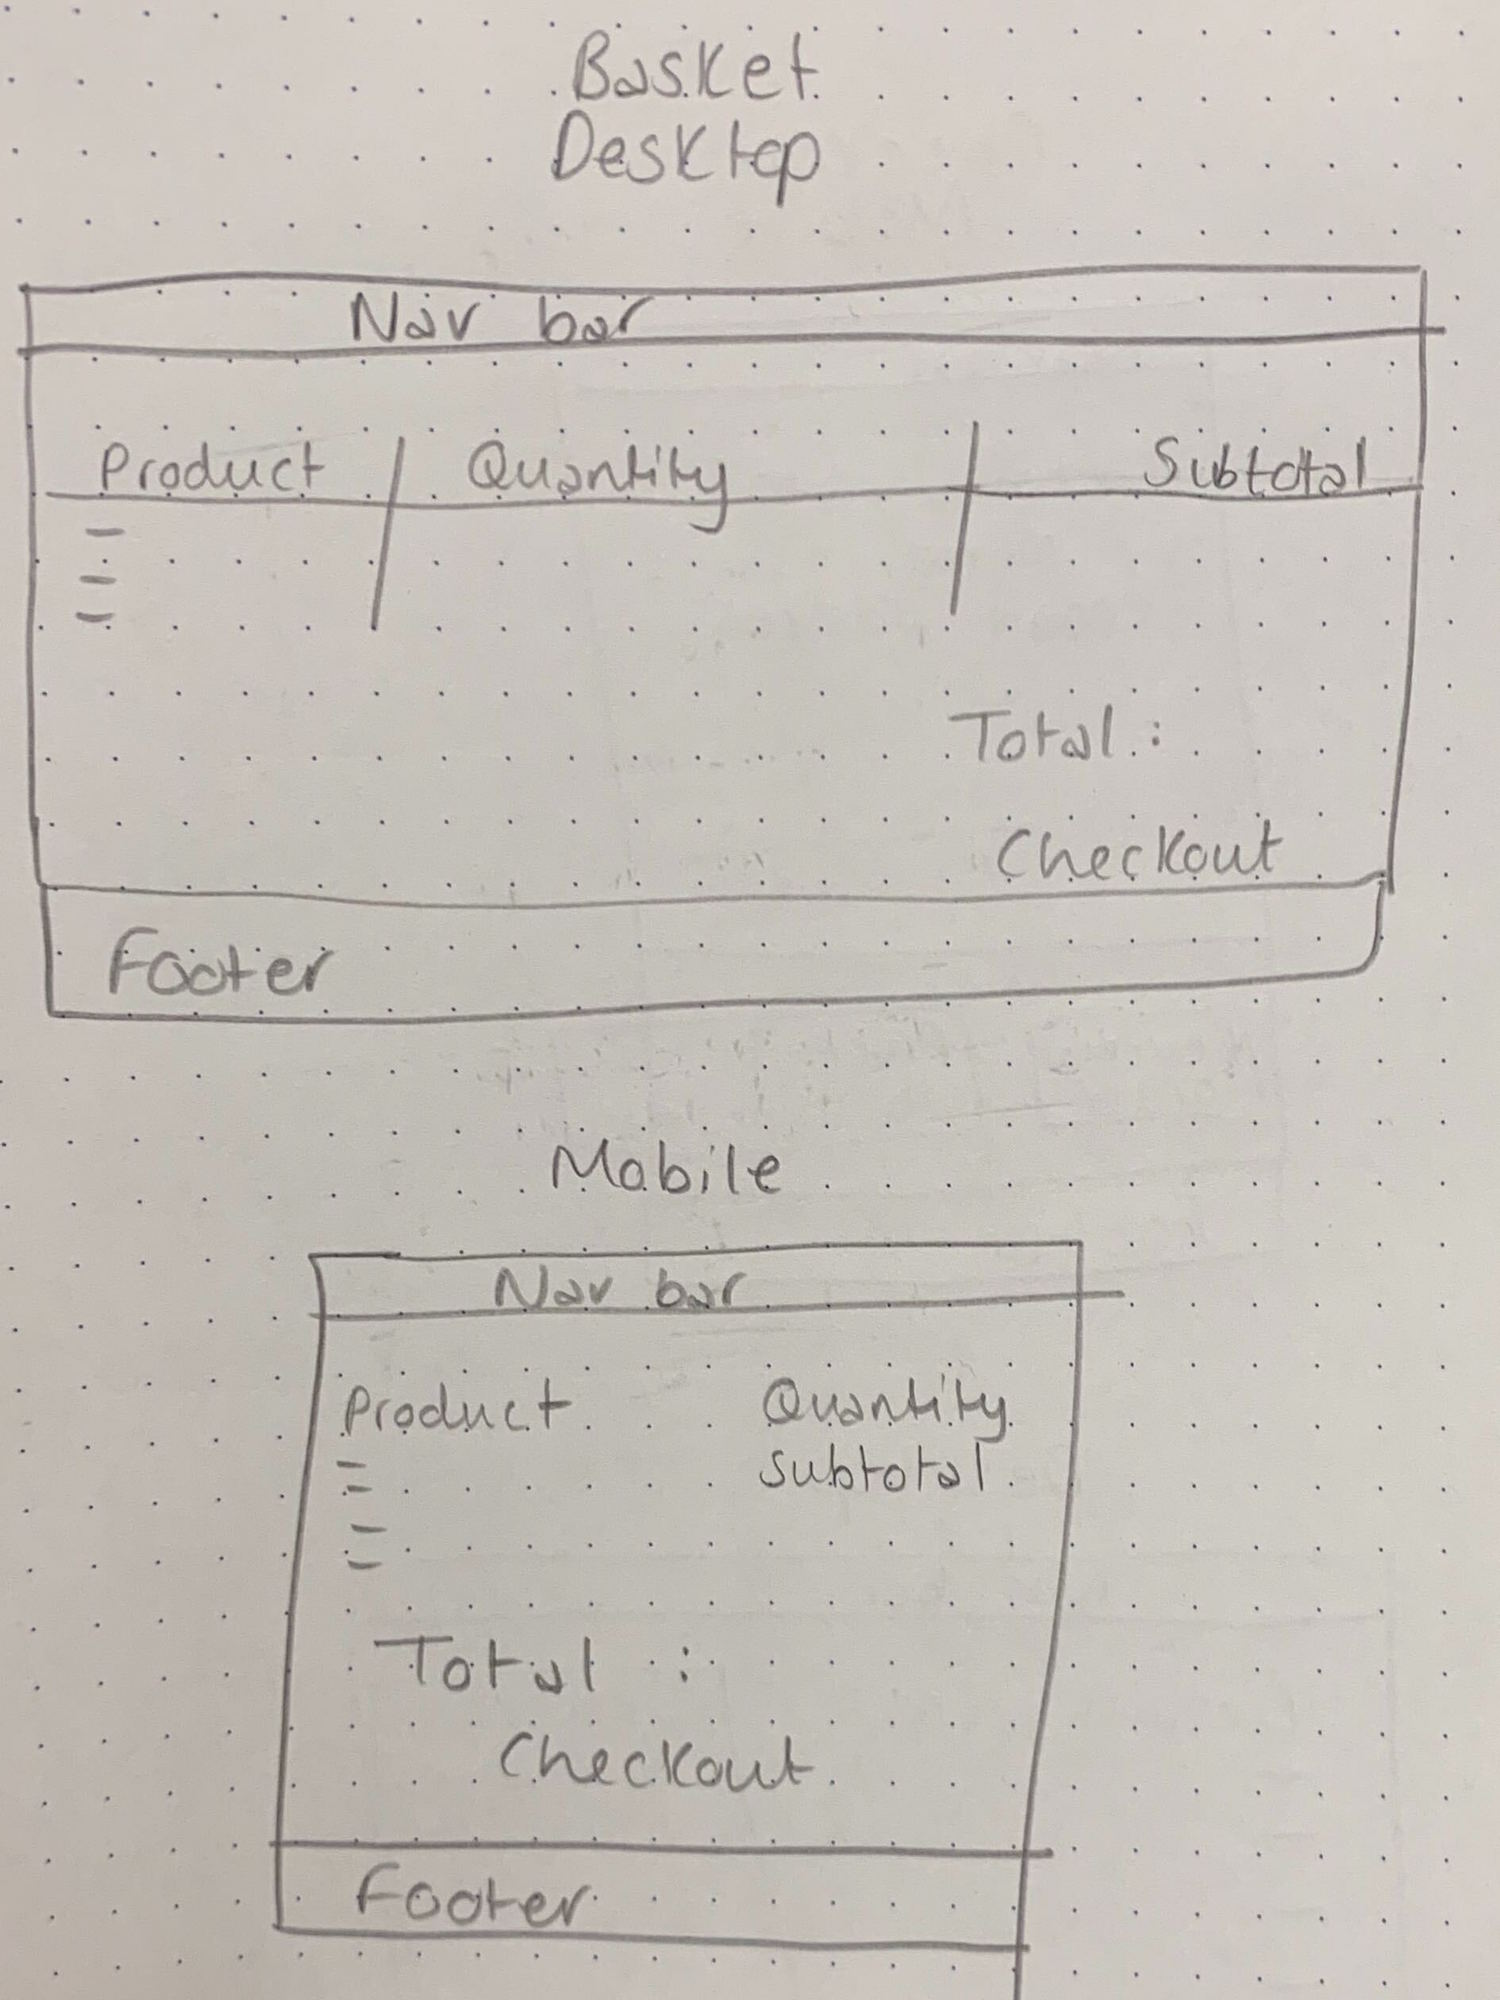 Basket
Desktop
Nav bar
Product Quantity Subtotal
Total :
Checkout
Footer
Mobile
Nav bar
Product Quantity
subtotal
Total :
Checkout
Footer